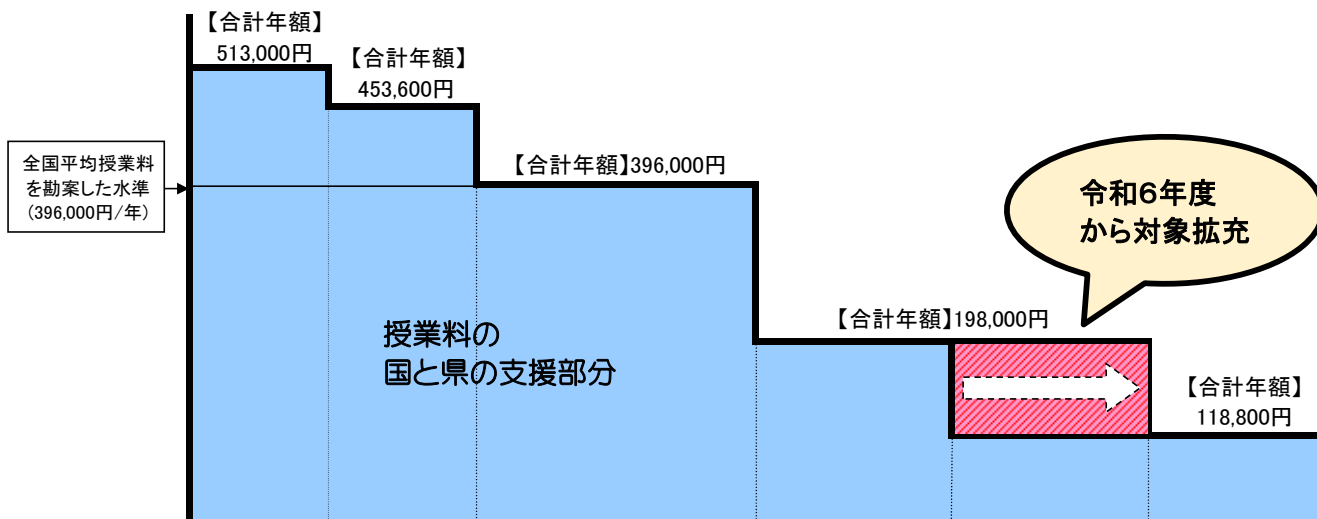 【合計年額】
513,000円
【合計年額】
453,600円
全国平均授業料
を勘案した水準
(396,000円/年)
【合計年額】396,000円
令和6年度
から対象拡充
授業料の
国と県の支援部分
【合計年額】198,000円
【合計年額】
118,800円